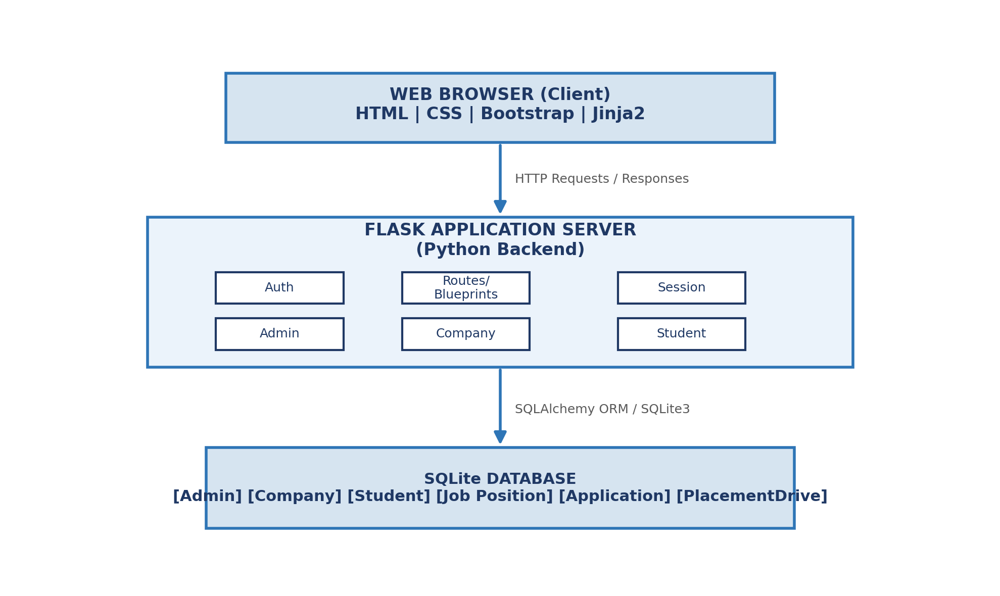 WEB BROWSER (Client)
HTML | CSS | Bootstrap | Jinja2
HTTP Requests / Responses
FLASK APPLICATION SERVER
(Python Backend)
Auth
Routes/
Blueprints
Session
Admin
Company
Student
SQLAlchemy ORM / SQLite3
SQLite DATABASE
[Admin] [Company] [Student] [Job Position] [Application] [PlacementDrive]